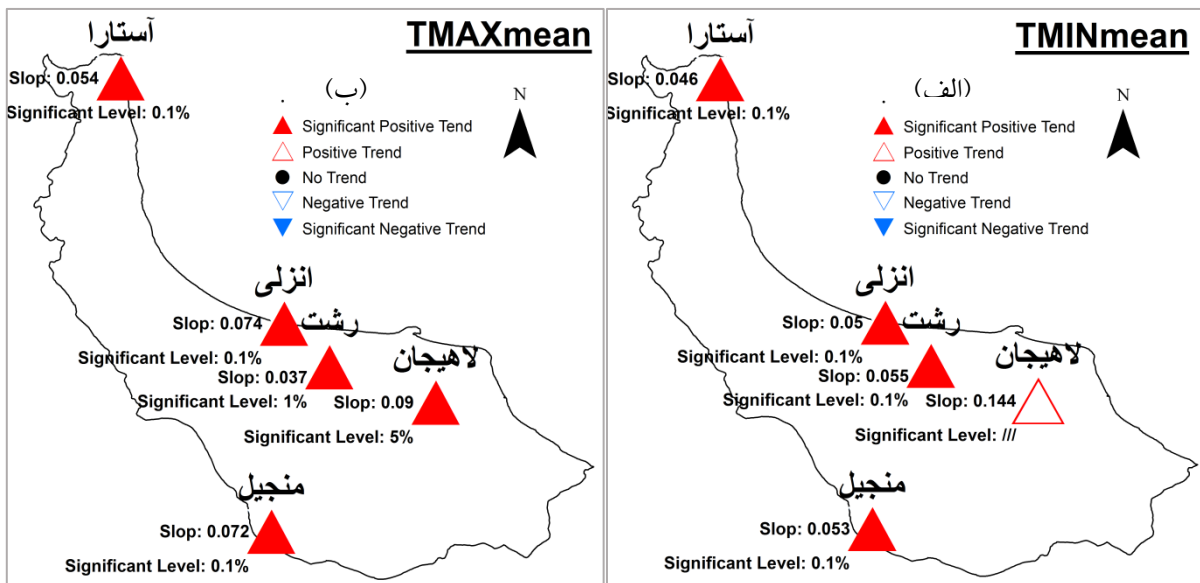 TMAXmean
آستارا
Slop: 0.054
Significant Level: 0.1%
(ب)
.
N
Significant Positive Tend
Positive Trend
No Trend
Negative Trend
Significant Negative Trend
انزلی
Slop: 0.074
رشت
Significant Level: 0.1%
Slop: 0.037
لاهیجان
Significant Level: 1%
Slop: 0.09
Significant Level: 5%
منجیل
Slop: 0.072
Significant Level: 0.1%
TMINmean
آستارا
Slop: 0.046
Significant Level: 0.1%
(الف)
.
N
Significant Positive Tend
Positive Trend
No Trend
Negative Trend
Significant Negative Trend
انزلی
Slop: 0.05
رشت
Significant Level: 0.1%
Slop: 0.055
لاهیجان
Significant Level: 0.1%
Slop: 0.144
Significant Level: ///
منجیل
Slop: 0.053
Significant Level: 0.1%